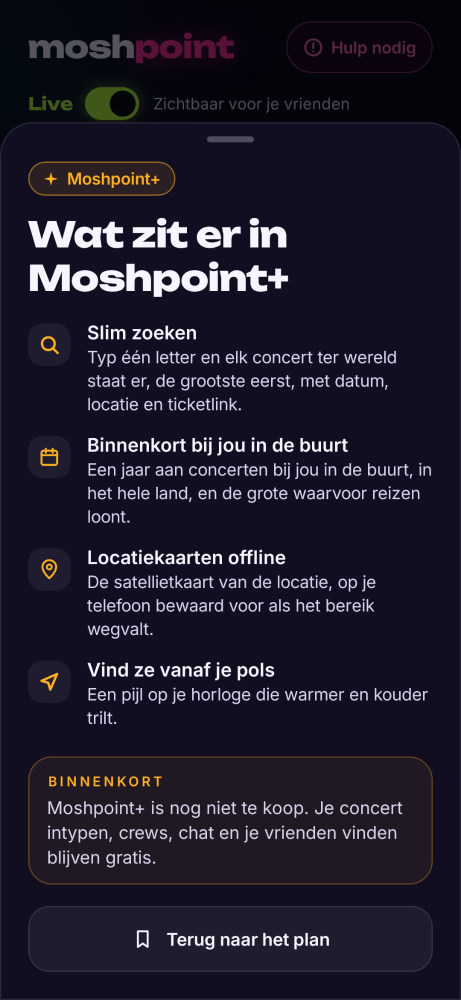 moshpoint
Hulp nodig
Live
Zichtbaar voor je vrienden
Moshpoint+
Wat zit er in
Moshpoint+
Slim zoeken
Typ één letter en elk concert ter wereld
staat er, de grootste eerst, met datum,
locatie en ticketlink.
Binnenkort bij jou in de buurt
Een jaar aan concerten bij jou in de buurt, in
het hele land, en de grote waarvoor reizen
loont.
Locatiekaarten offline
De satellietkaart van de locatie, op je
telefoon bewaard voor als het bereik
wegvalt.
Vind ze vanaf je pols
Een pijl op je horloge die warmer en kouder
trilt.
BINNENKORT
Moshpoint+ is nog niet te koop. Je concert
intypen, crews, chat en je vrienden vinden
blijven gratis.
Terug naar het plan